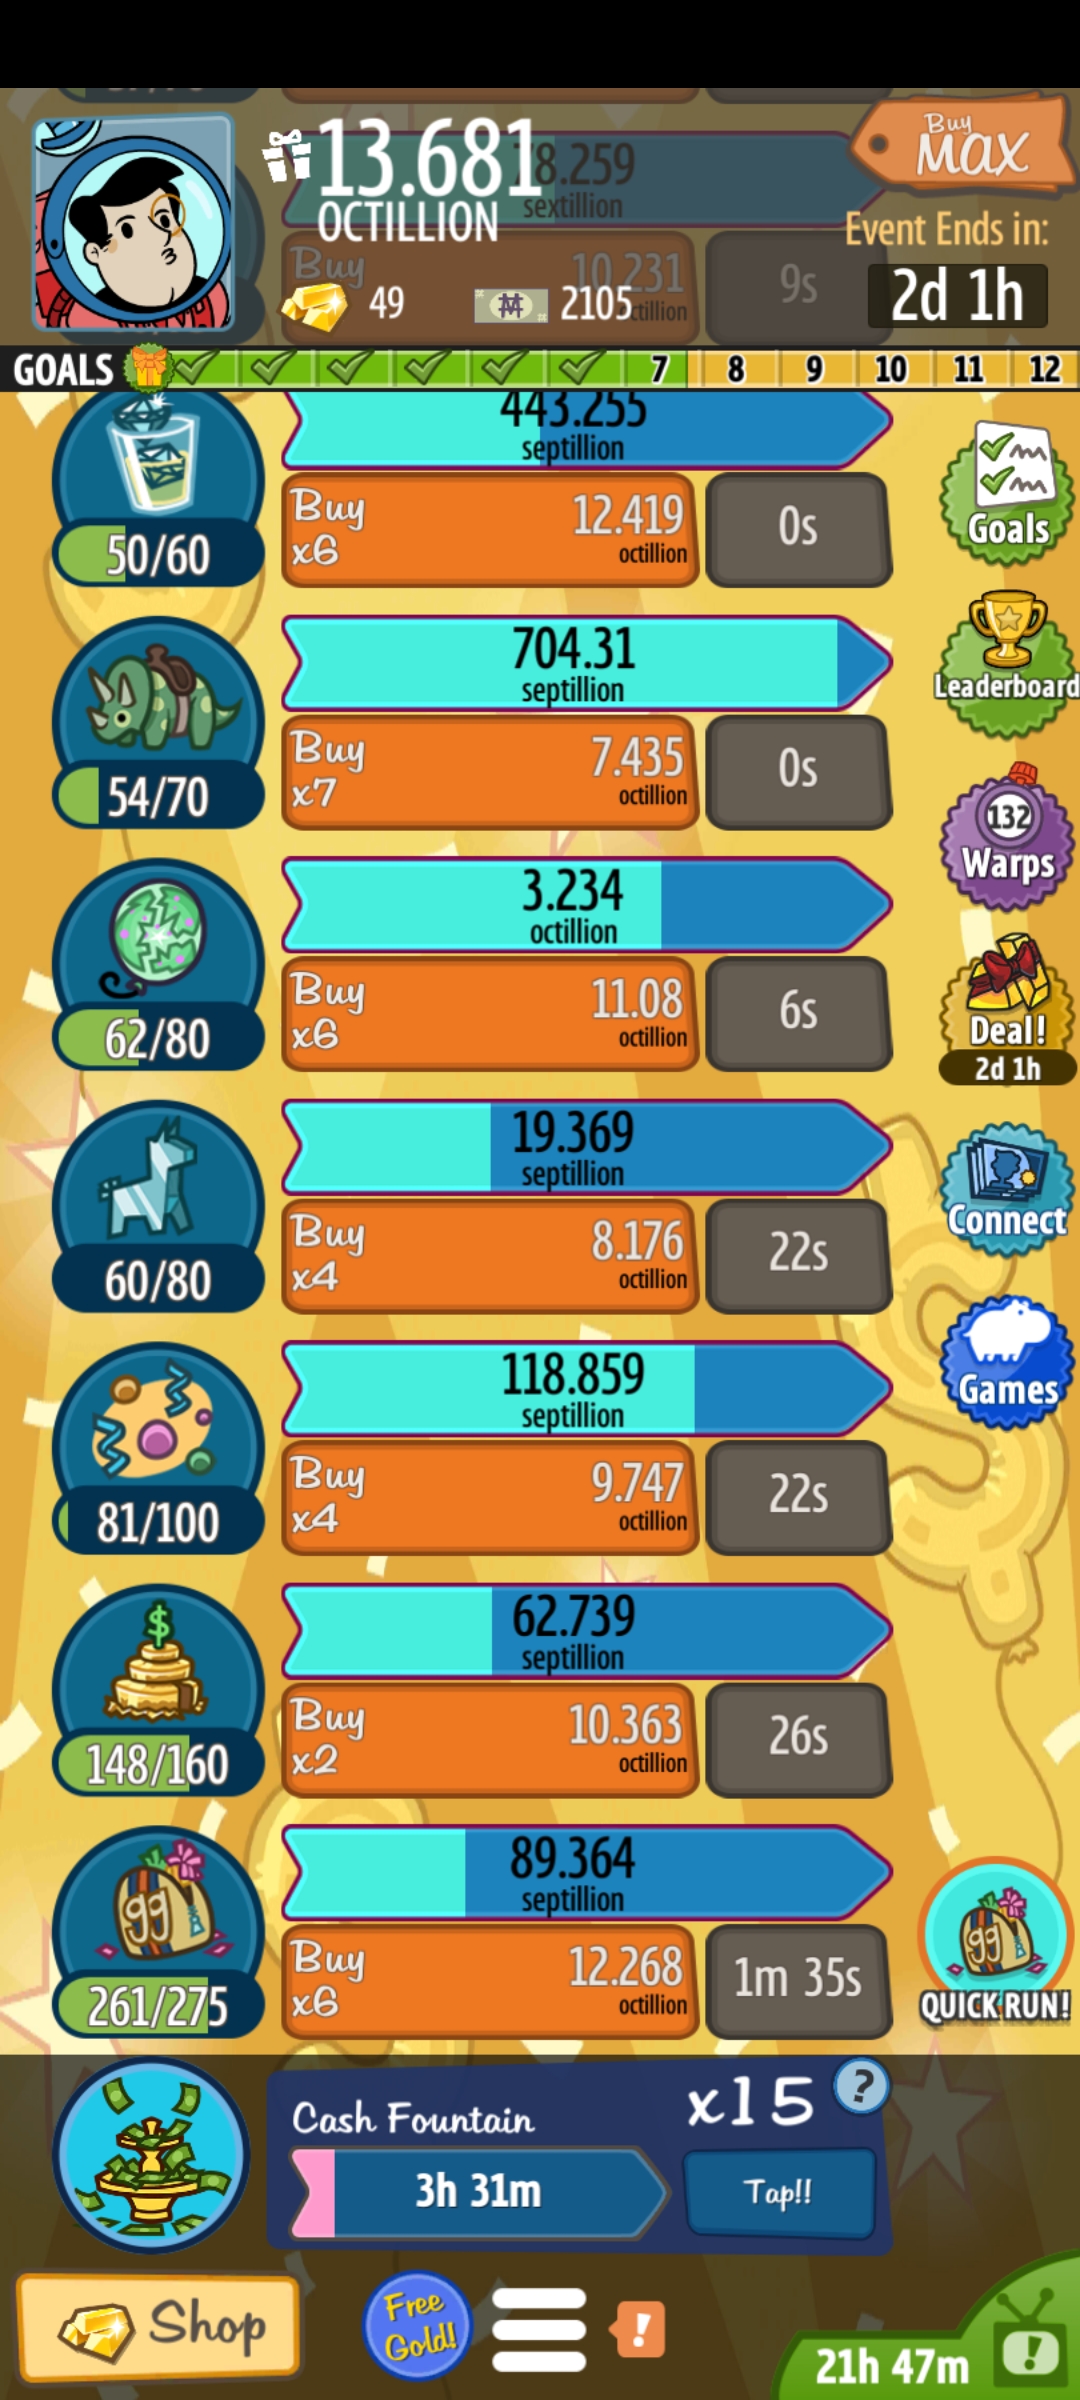 13.681
OCTILLION
78.259
sextillion
Buy
MAX
Event Ends in:
2d 1h
Buy
10.231
9s
49
2105
GOALS
7
8
9
10
11
12
443.255
septillion
Buy
x6
12.419
octillion
0s
50/60
Goals
704.31
septillion
Buy
x7
7.435
octillion
0s
54/70
Leaderboard
3.234
octillion
Buy
x6
11.08
octillion
6s
62/80
132
Warps
Deal!
2d 1h
19.369
septillion
Buy
x4
8.176
octillion
22s
60/80
Connect
118.859
septillion
Buy
x4
9.747
octillion
22s
81/100
Games
62.739
septillion
Buy
x2
10.363
octillion
26s
$
148/160
89.364
septillion
Buy
x6
12.268
octillion
1m 35s
gg
261/275
gg
QUICK RUN!
Cash Fountain
x15
?
3h 31m
Tap!!
Shop
Free
Gold!
!
21h 47m
!